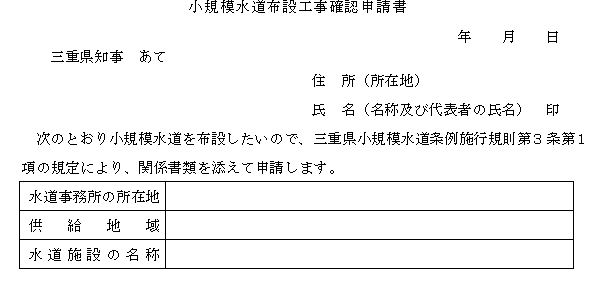 小規模水道布設工事確認申請書
年　　月　　日
三重県知事　あて
住　所（所在地）
氏　名（名称及び代表者の氏名）　印
次のとおり小規模水道を布設したいので、三重県小規模水道条例施行規則第３条第１
項の規定により、関係書類を添えて申請します。
水道事務所の所在地
供給地域
水道施設の名称